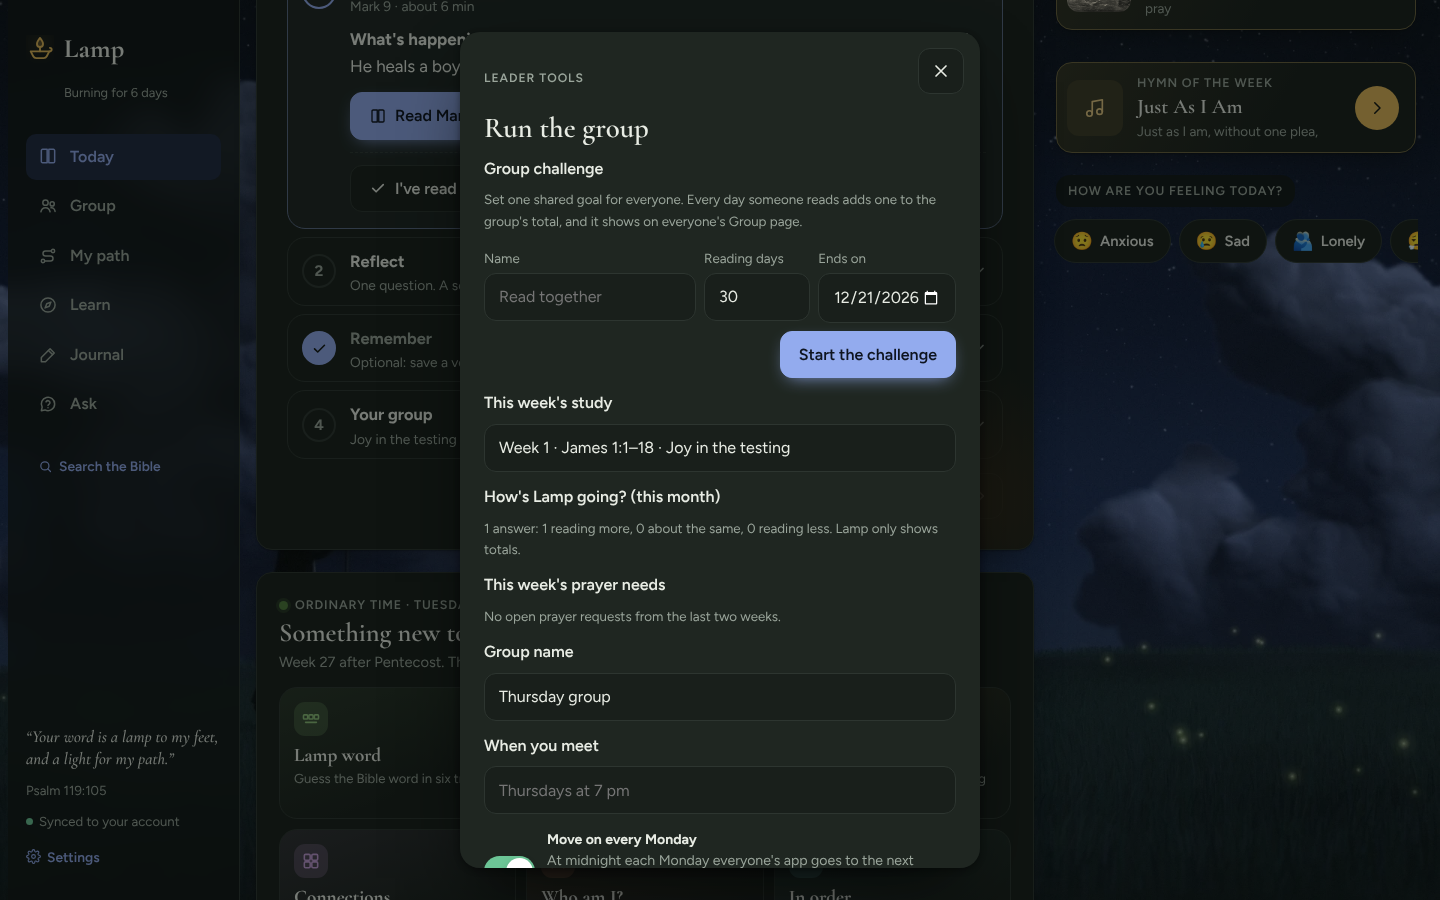 Lamp
Burning for 6 days
Today
Group
My path
Learn
Journal
Ask
Search the Bible
“Your word is a lamp to my feet,
and a light for my path.”
Psalm 119:105
Synced to your account
Settings
Mark 9 · about 6 min
What's happeni
He heals a boy
Read Mar
I've read
2
Reflect
One question. A se
Remember
Optional: save a ve
4
Your group
Joy in the testing
ORDINARY TIME · TUESDA
Something new to
Week 27 after Pentecost. Th
Lamp word
Guess the Bible word in six t
Connections
Who am I?
In order
LEADER TOOLS
Run the group
Group challenge
Set one shared goal for everyone. Every day someone reads adds one to the
group's total, and it shows on everyone's Group page.
Name
Reading days
Ends on
Read together
30
12/21/2026
Start the challenge
This week's study
Week 1 · James 1:1–18 · Joy in the testing
How's Lamp going? (this month)
1 answer: 1 reading more, 0 about the same, 0 reading less. Lamp only shows
totals.
This week's prayer needs
No open prayer requests from the last two weeks.
Group name
Thursday group
When you meet
Thursdays at 7 pm
Move on every Monday
At midnight each Monday everyone's app goes to the next
pray
HYMN OF THE WEEK
Just As I Am
Just as I am, without one plea,
HOW ARE YOU FEELING TODAY?
Anxious
Sad
Lonely